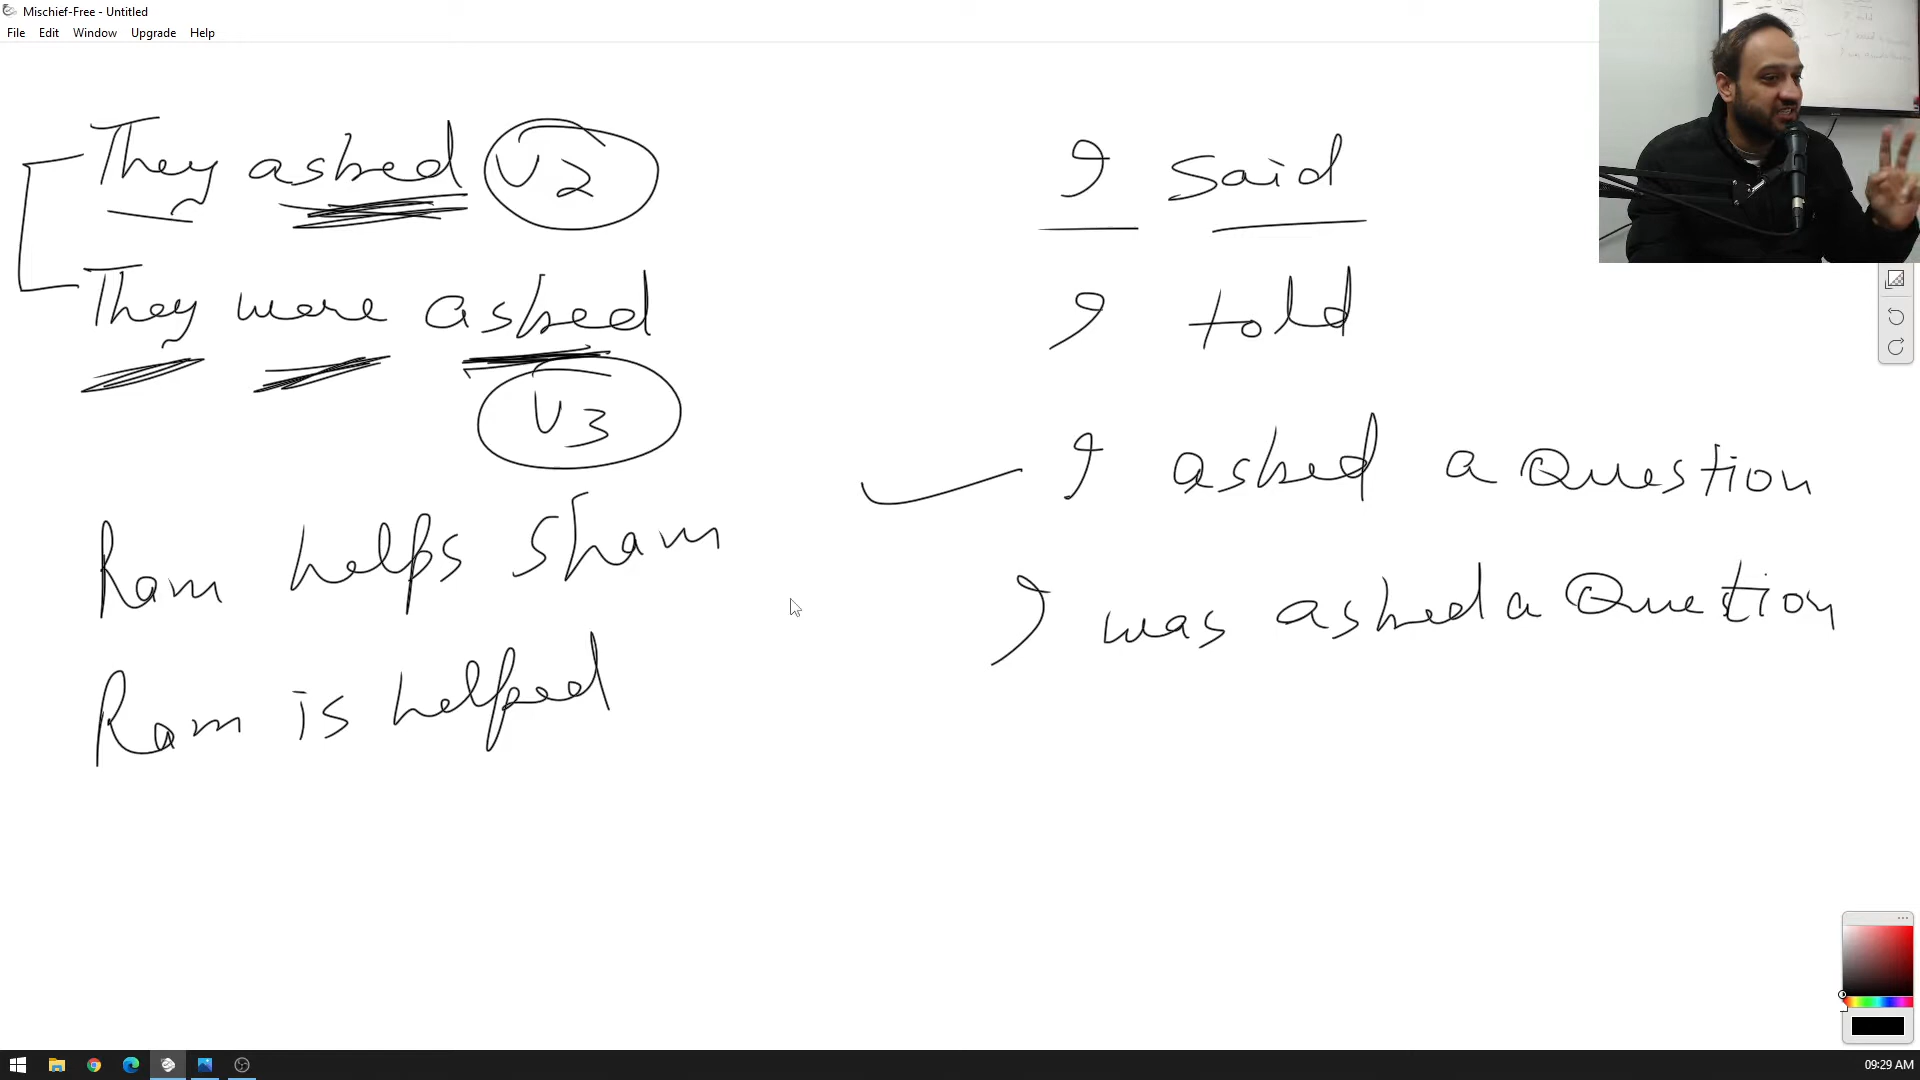 Mischief-Free - Untitled
File Edit Window Upgrade Help
They asked V2
They were asked
V3
Ram helps Sham
Ram is helped
I said
I told
I asked a Question
I was asked a Question
09:29 AM